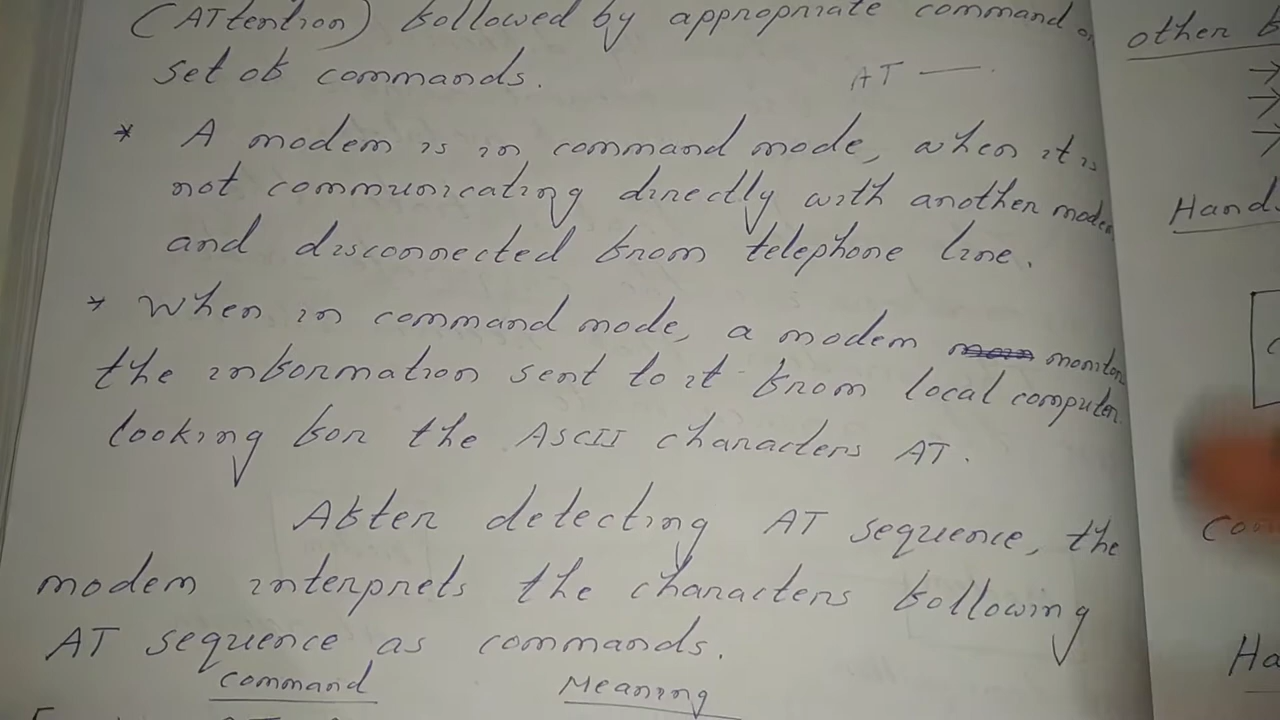 (ATtention) followed by appropriate command or
set of commands.
AT —
* A modem is in command mode, when it is
not communicating directly with another modem
and disconnected from telephone line.
* When in command mode, a modem monitor
the information sent to it from local computer
looking for the ASCII characters AT.
After detecting AT sequence, the
modem interprets the characters following
AT sequence as commands.
Command Meaning
other
→
→
→